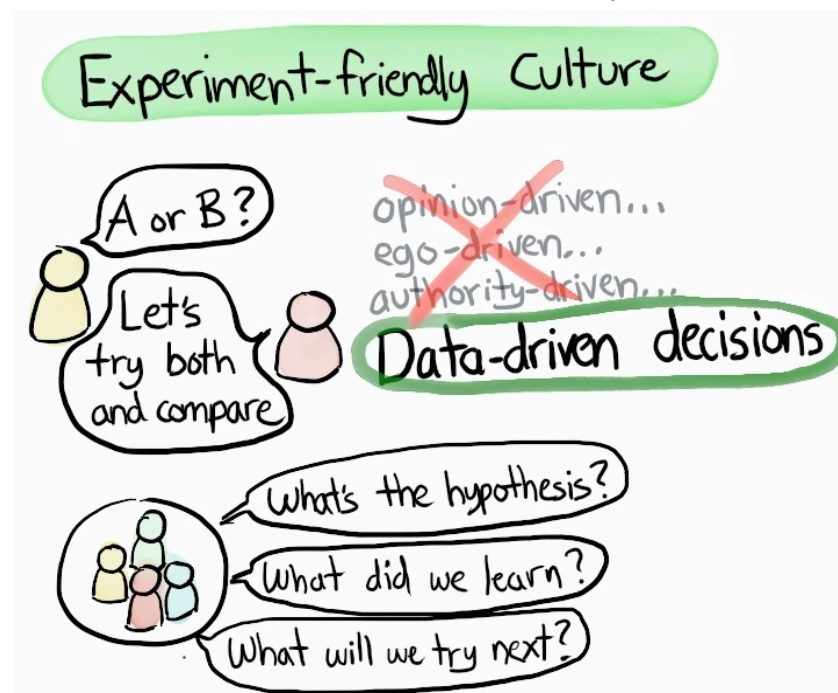 Experiment-friendly Culture
A or B?
Let's
try both
and compare
opinion-driven...
ego-driven...
authority-driven...
Data-driven decisions
What's the hypothesis?
What did we learn?
What will we try next?